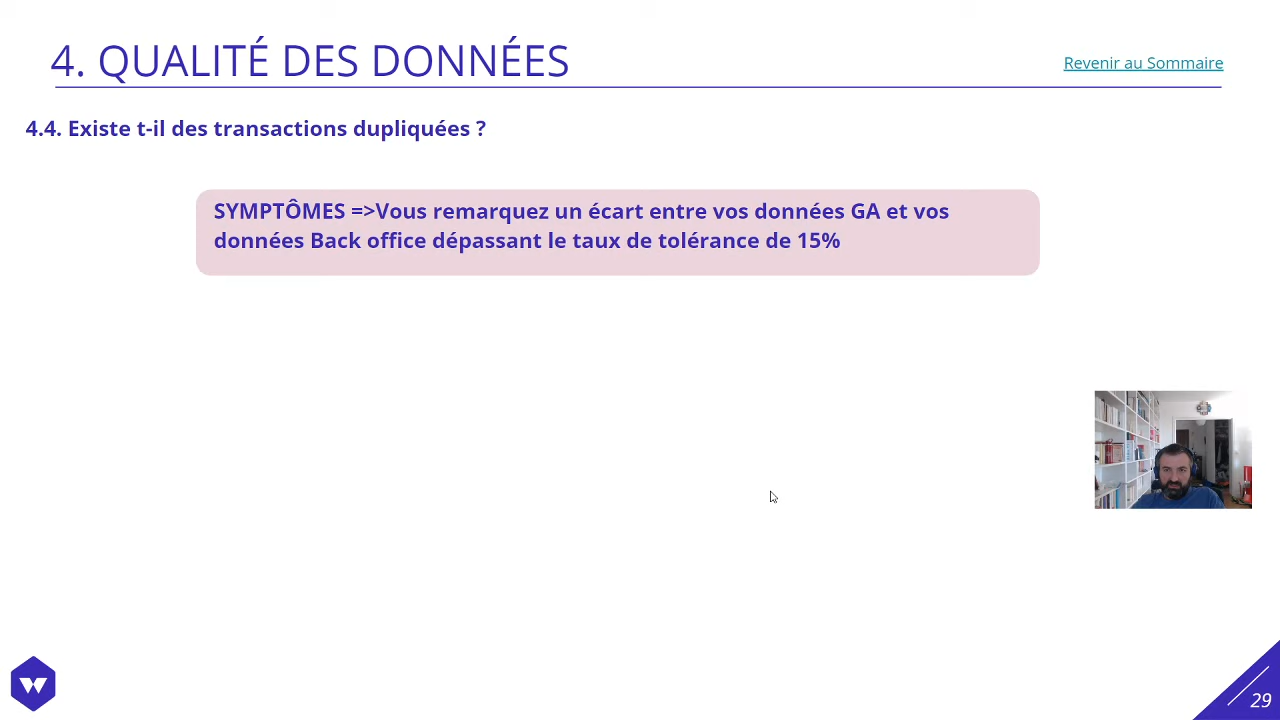 4. QUALITÉ DES DONNÉES
Revenir au Sommaire
4.4. Existe t-il des transactions dupliquées ?
SYMPTÔMES =>Vous remarquez un écart entre vos données GA et vos
données Back office dépassant le taux de tolérance de 15%
29